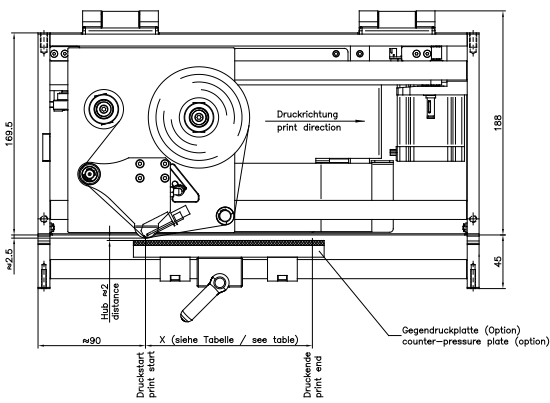 Druckrichtung
print direction
169.5
188
≈2.5
45
Hub ≈2
distance
≈90
X (siehe Tabelle / see table)
Gegendruckplatte (Option)
counter-pressure plate (option)
Druckstart
print start
Druckende
print end